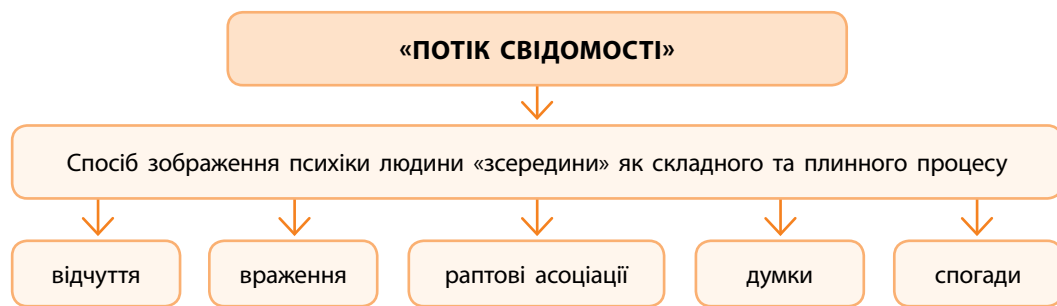 «ПОТІК СВІДОМОСТІ»
Спосіб зображення психіки людини «зсередини» як складного та плинного процесу
відчуття
враження
раптові асоціації
думки
спогади